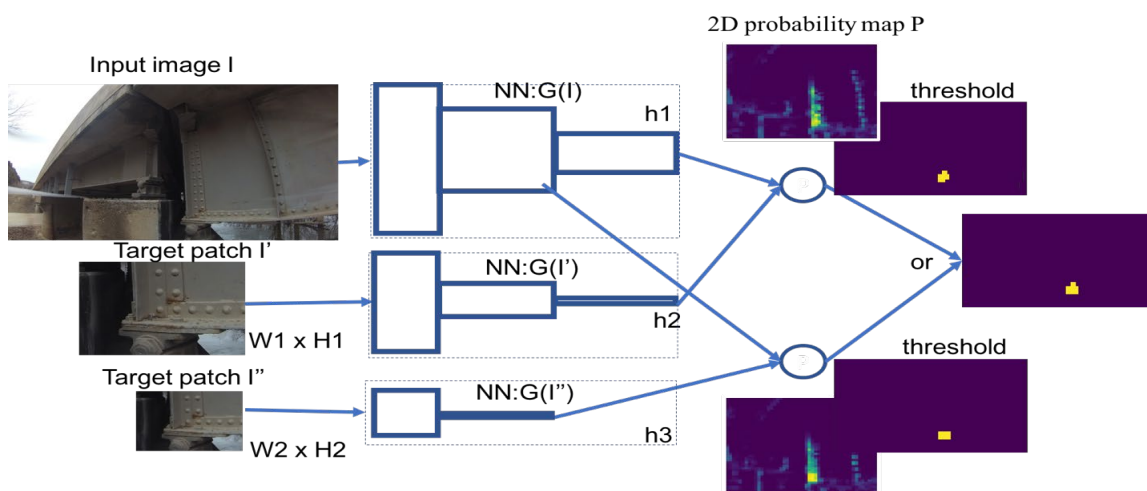 2D probability map P
Input image I
NN:G(I)
h1
threshold
Target patch I'
NN:G(I')
h2
W1 x H1
or
Target patch I''
NN:G(I'')
h3
W2 x H2
threshold